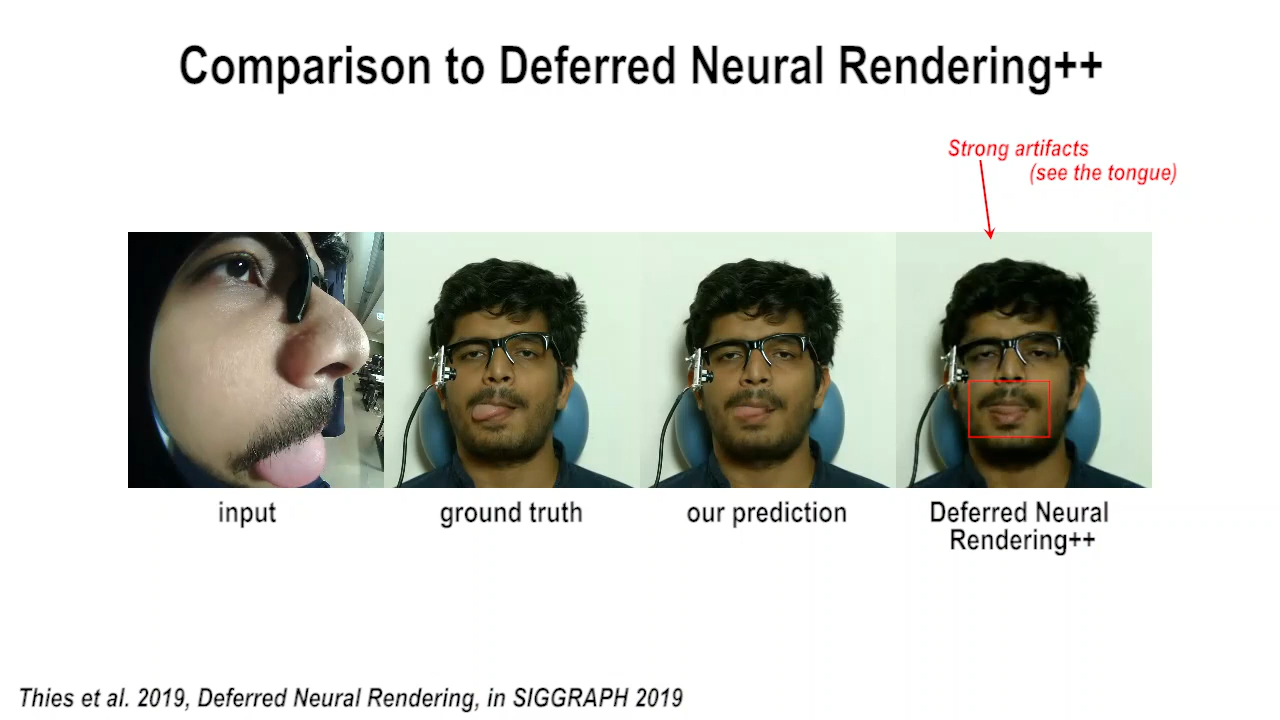 Comparison to Deferred Neural Rendering++
Strong artifacts
(see the tongue)
input
ground truth
our prediction
Deferred Neural
Rendering++
Thies et al. 2019, Deferred Neural Rendering, in SIGGRAPH 2019